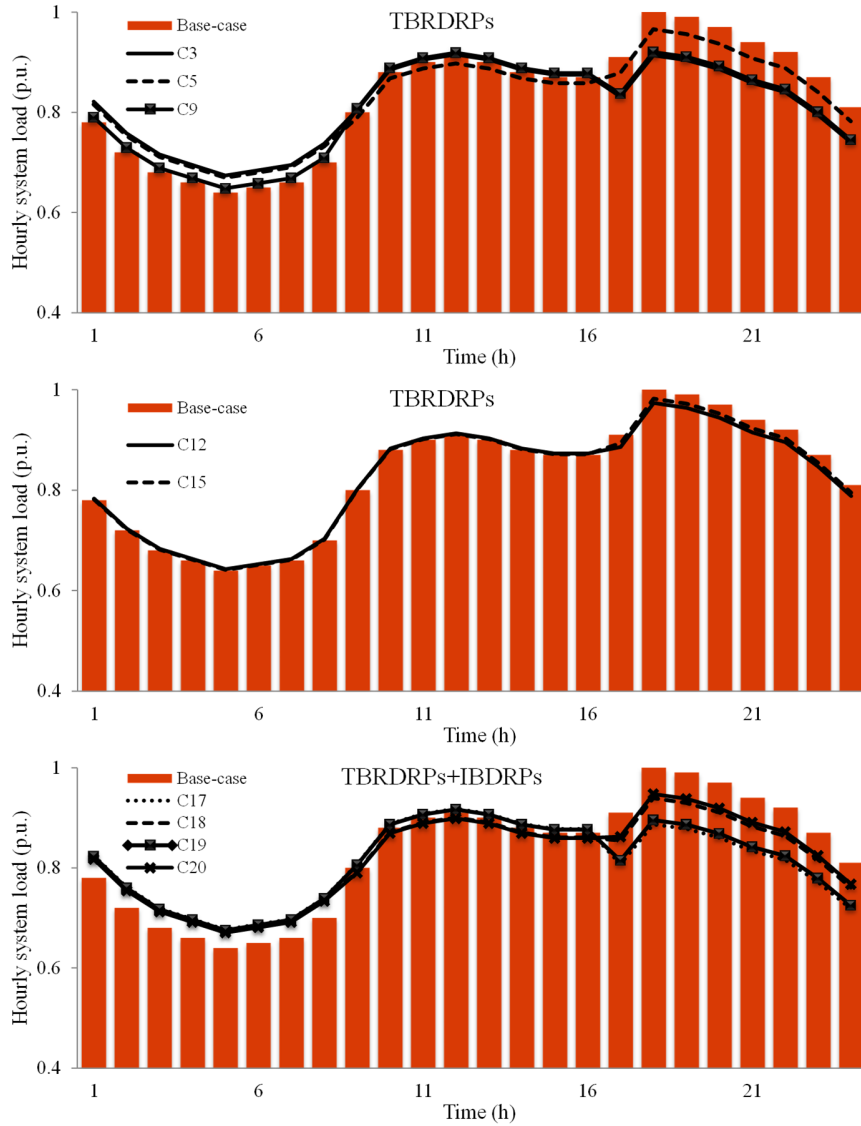 TBRDRPs
Hourly system load (p.u.)
1
0.8
0.6
0.4
Base-case
C3
C5
C9
1 6 11 16 21
Time (h)
TBRDRPs
Hourly system load (p.u.)
1
0.8
0.6
0.4
Base-case
C12
C15
1 6 11 16 21
Time (h)
TBRDRPs+IBDRPs
Hourly system load (p.u.)
1
0.8
0.6
0.4
Base-case
C17
C18
C19
C20
1 6 11 16 21
Time (h)